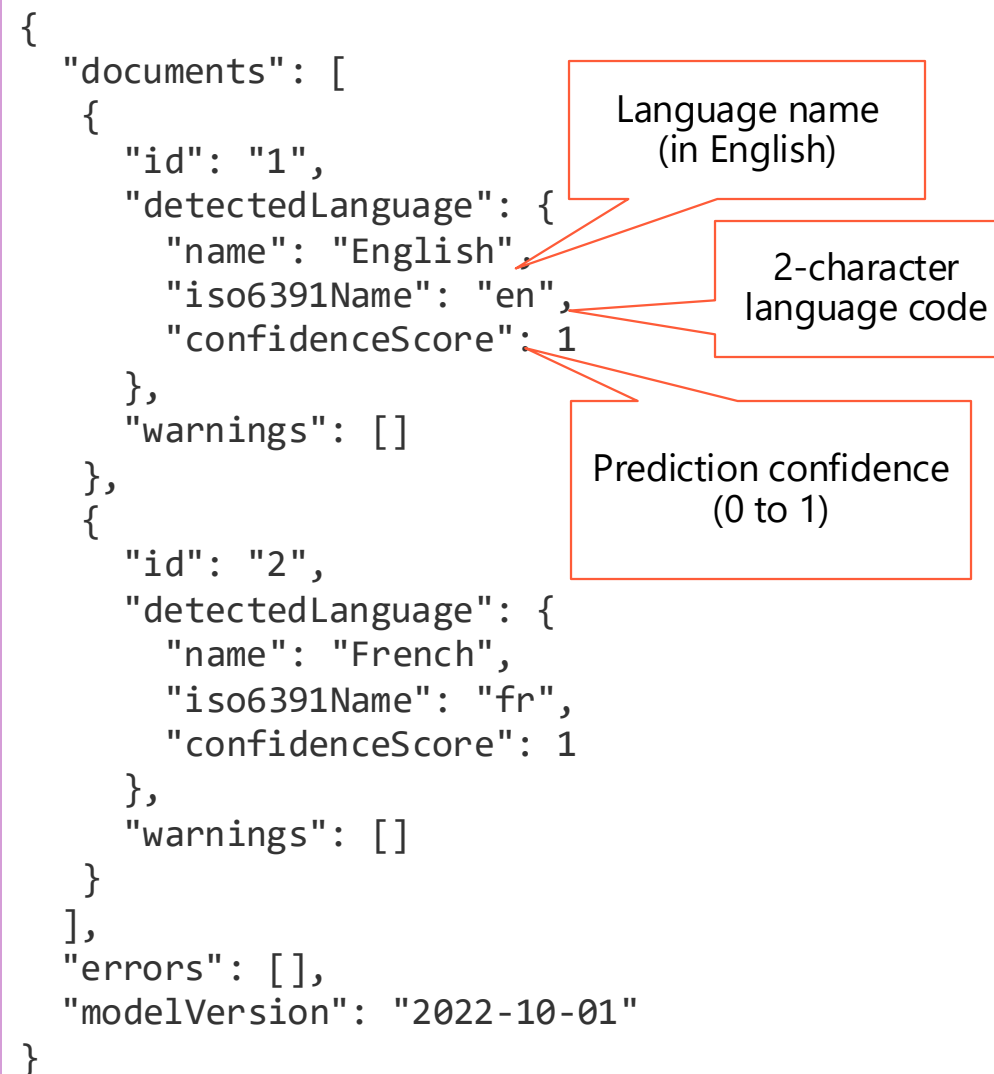 {
  "documents": [
   {
     "id": "1",
     "detectedLanguage": {
       "name": "English",
       "iso6391Name": "en",
       "confidenceScore": 1
     },
     "warnings": []
   },
   {
     "id": "2",
     "detectedLanguage": {
       "name": "French",
       "iso6391Name": "fr",
       "confidenceScore": 1
     },
     "warnings": []
   }
  ],
  "errors": [],
  "modelVersion": "2022-10-01"
}
Language name
(in English)
2-character
language code
Prediction confidence
(0 to 1)